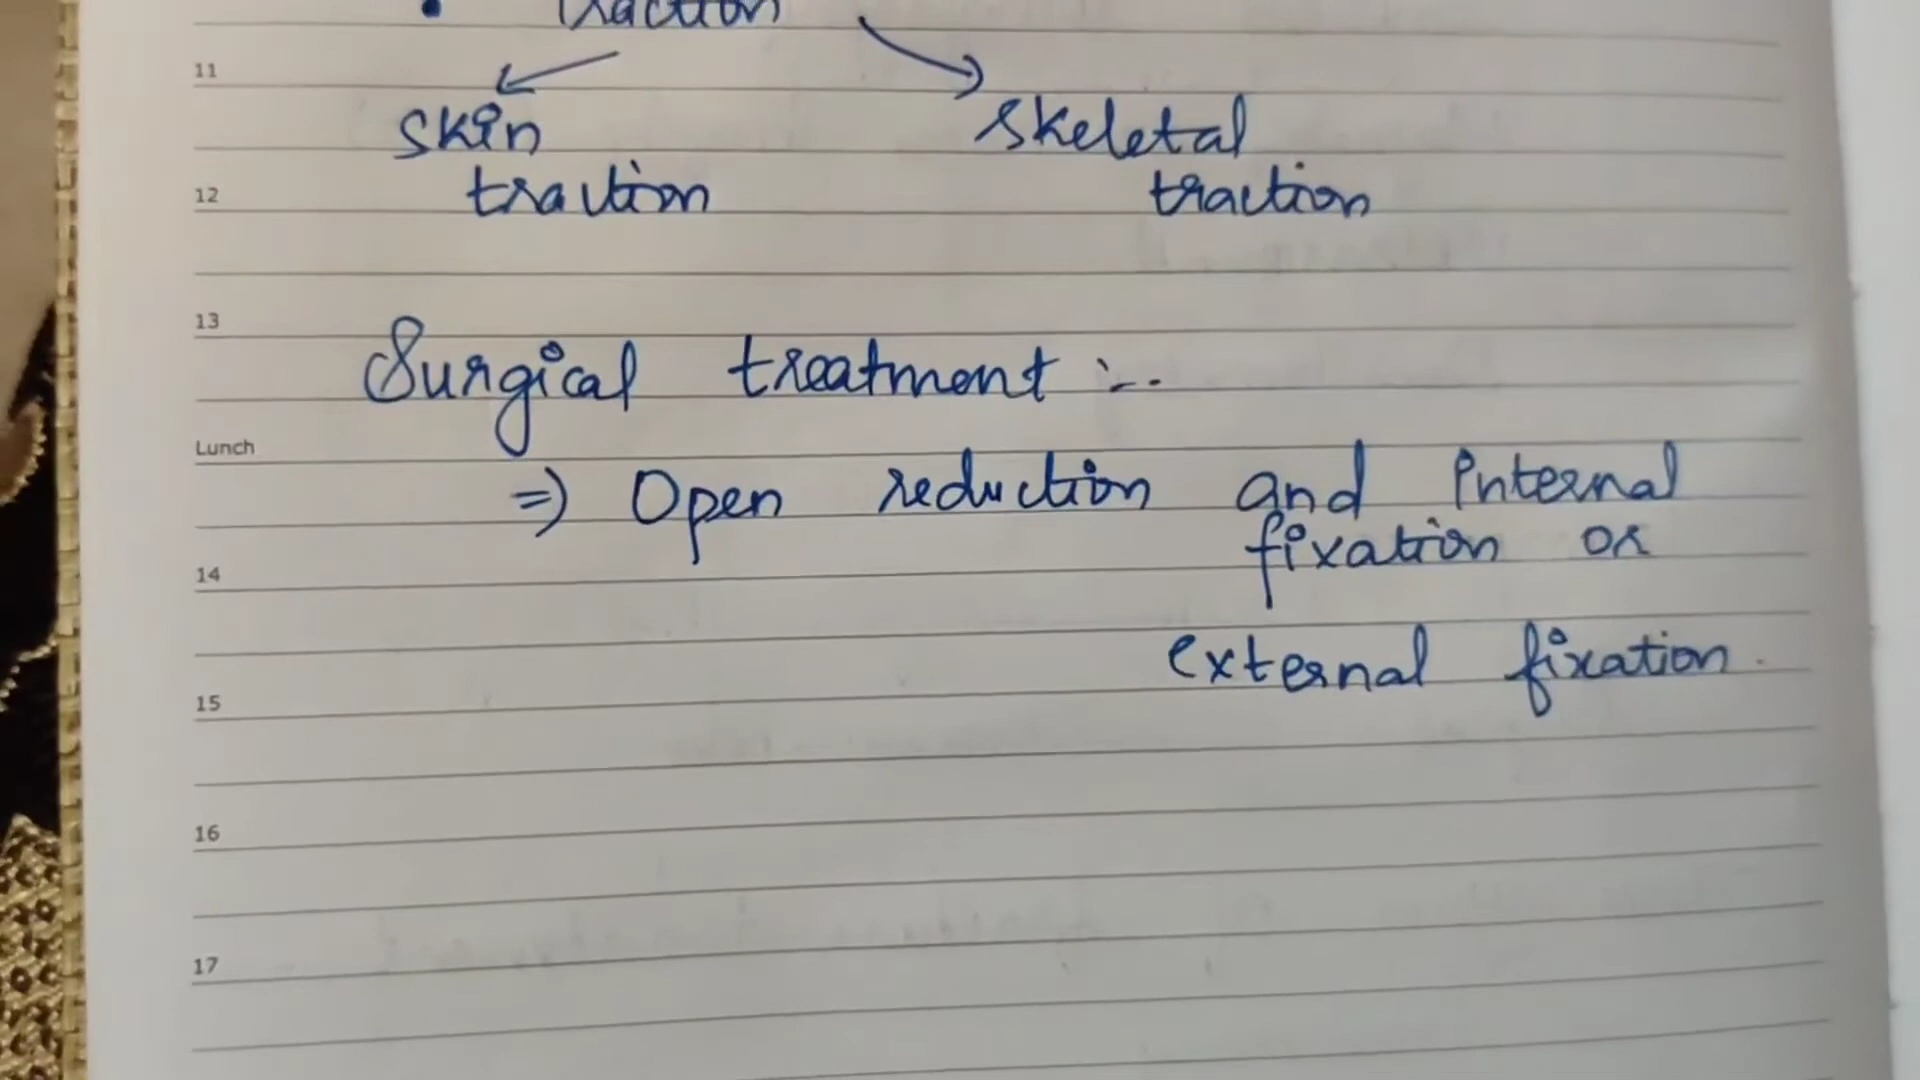 • Traction
11
skin skeletal
12 traction traction
13
Surgical treatment :-
Lunch
⇒ Open reduction and internal
fixation or
14
external fixation
15
16
17